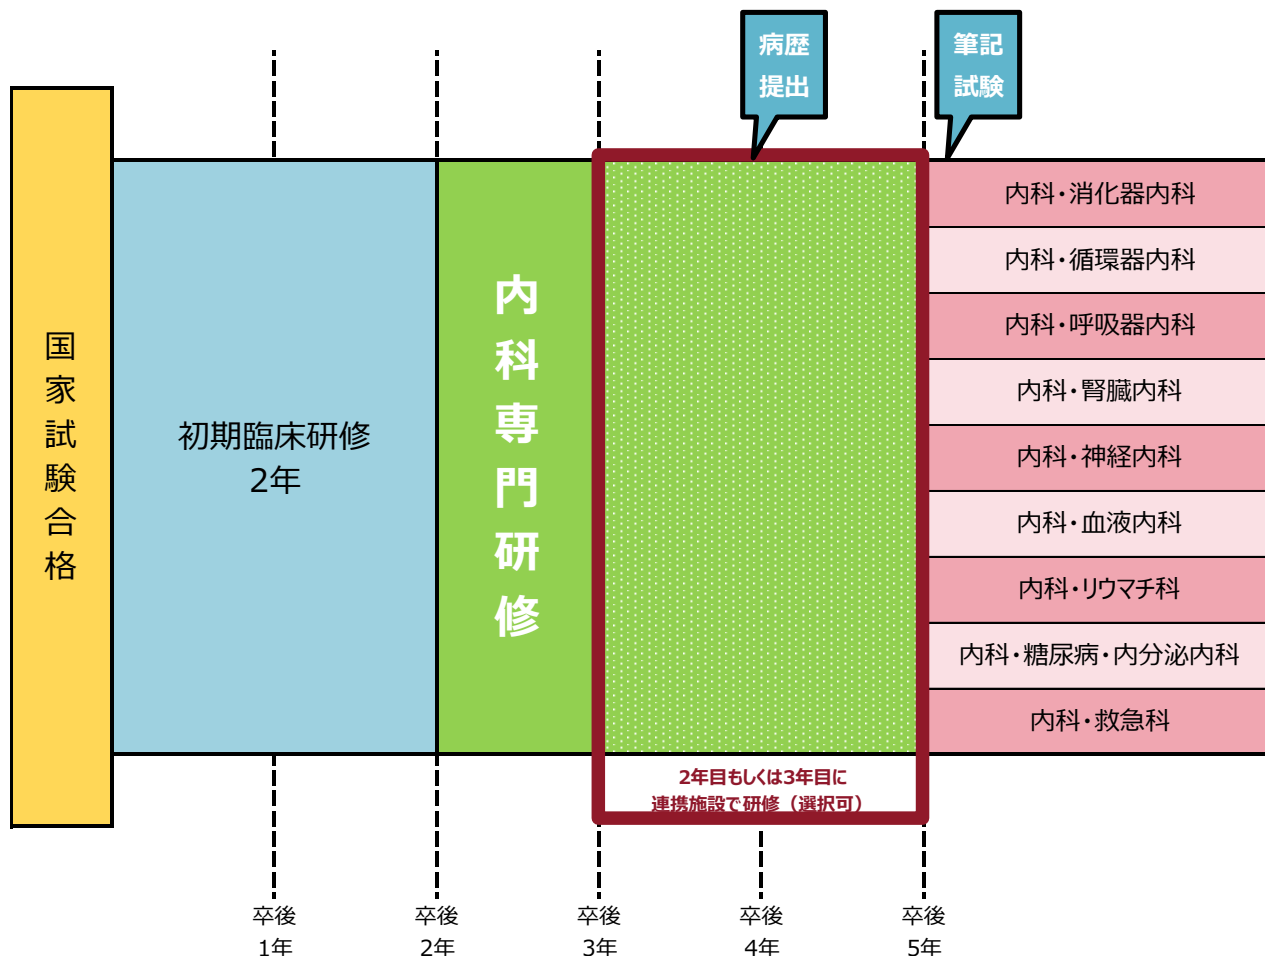 病歴
提出
筆記
試験
国家試験合格
初期臨床研修
2年
内科専門研修
内科・消化器内科
内科・循環器内科
内科・呼吸器内科
内科・腎臓内科
内科・神経内科
内科・血液内科
内科・リウマチ科
内科・糖尿病・内分泌内科
内科・救急科
2年目もしくは3年目に
連携施設で研修（選択可）
卒後
1年
卒後
2年
卒後
3年
卒後
4年
卒後
5年